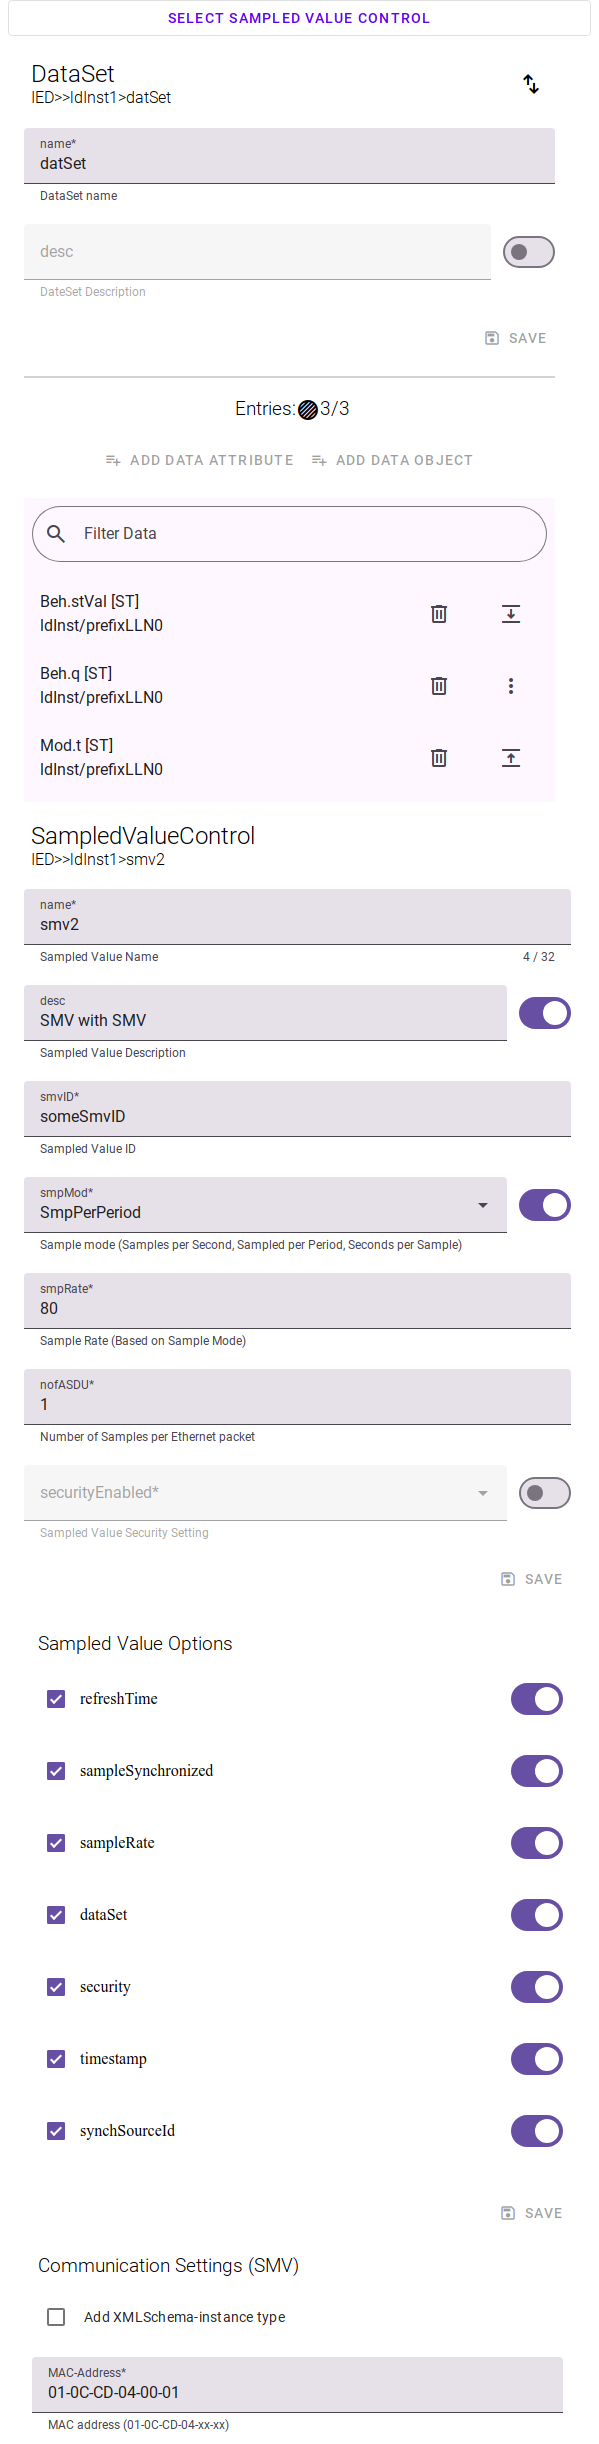 SELECT SAMPLED VALUE CONTROL
DataSet
IED>>ldInst1>datSet
name*
datSet
DataSet name
desc
DateSet Description
SAVE
Entries: 3/3
ADD DATA ATTRIBUTE ADD DATA OBJECT
Filter Data
Beh.stVal [ST]
ldInst/prefixLLN0
Beh.q [ST]
ldInst/prefixLLN0
Mod.t [ST]
ldInst/prefixLLN0
SampledValueControl
IED>>ldInst1>smv2
name*
smv2
Sampled Value Name 4 / 32
desc
SMV with SMV
Sampled Value Description
smvID*
someSmvID
Sampled Value ID
smpMod*
SmpPerPeriod
Sample mode (Samples per Second, Sampled per Period, Seconds per Sample)
smpRate*
80
Sample Rate (Based on Sample Mode)
nofASDU*
1
Number of Samples per Ethernet packet
securityEnabled*
Sampled Value Security Setting
SAVE
Sampled Value Options
refreshTime
sampleSynchronized
sampleRate
dataSet
security
timestamp
synchSourceId
SAVE
Communication Settings (SMV)
Add XMLSchema-instance type
MAC-Address*
01-0C-CD-04-00-01
MAC address (01-0C-CD-04-xx-xx)